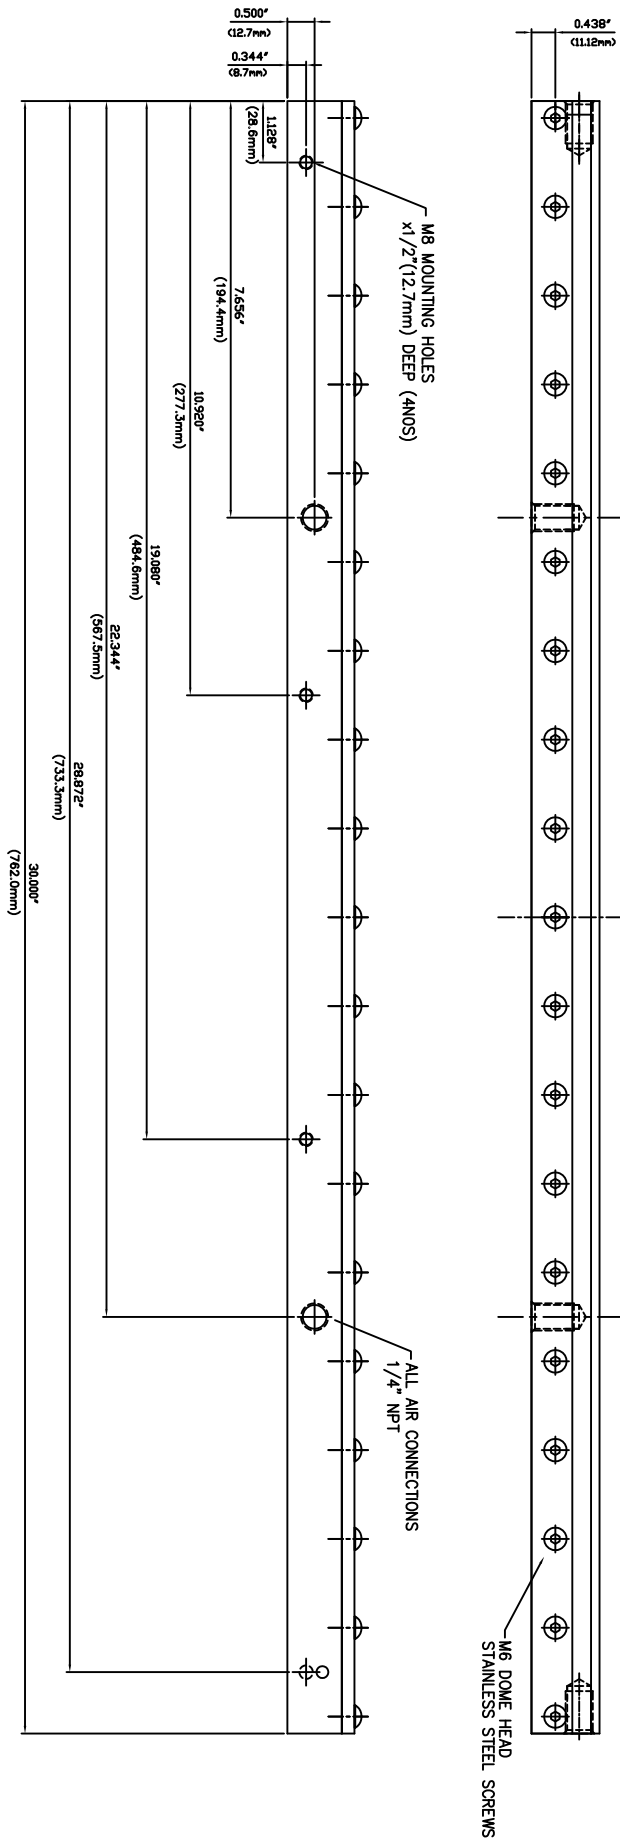 0.500"
(12.7mm)
0.344"
(8.7mm)
0.438"
(11.12mm)
1.128"
(28.6mm)
M8 MOUNTING HOLES
x1/2"(12.7mm) DEEP (4NOS)
7.656"
(194.4mm)
10.920"
(277.3mm)
19.080"
(484.6mm)
22.344"
(567.5mm)
28.872"
(733.3mm)
30.000"
(762.0mm)
ALL AIR CONNECTIONS
1/4" NPT
M6 DOME HEAD
STAINLESS STEEL SCREWS